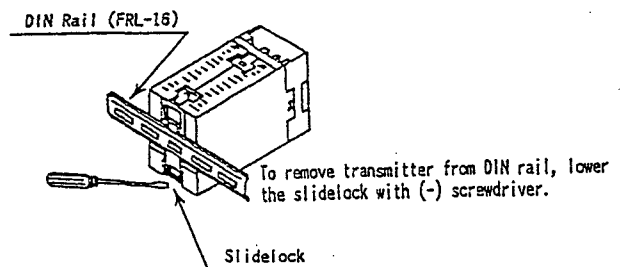 DIN Rail (FRL-16)
To remove transmitter from DIN rail, lower
the slidelock with (-) screwdriver.
Slidelock